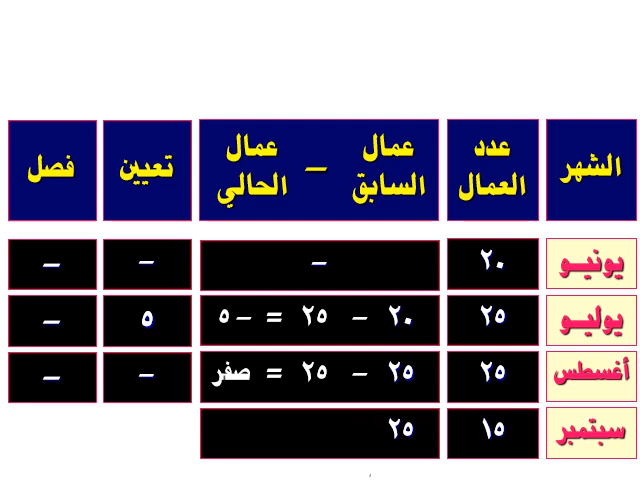 الشهر عدد العمال عمال السابق – عمال الحالي تعيين فصل
يونيو ٢٠ – – –
يوليو ٢٥ ٢٠ – ٢٥ = – ٥ ٥ –
أغسطس ٢٥ ٢٥ – ٢٥ = صفر – –
سبتمبر ١٥ ٢٥